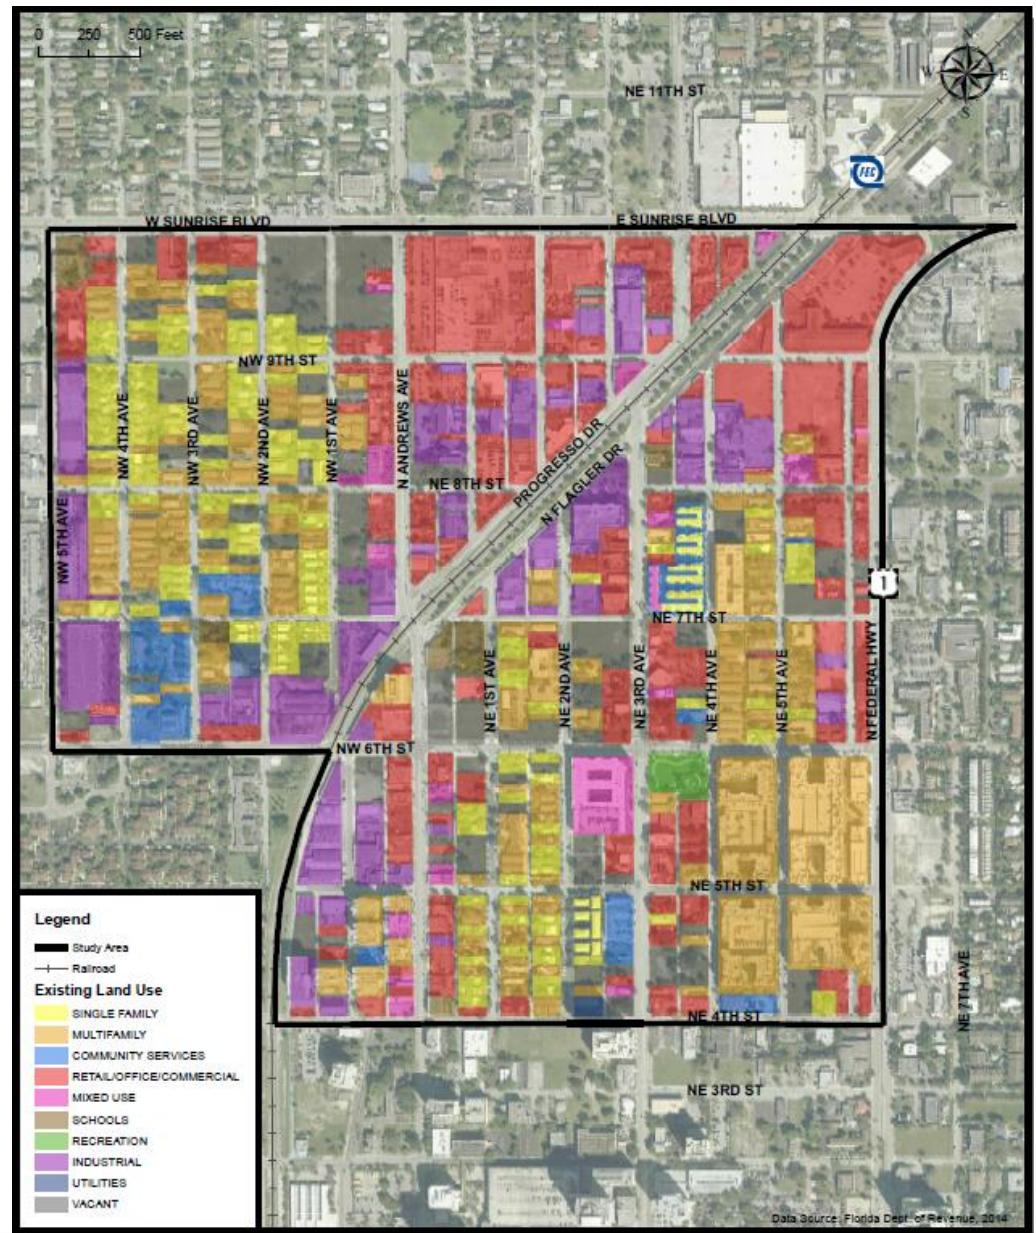 0 250 500 Feet
N
W E
S
NE 11TH ST
FEC
W SUNRISE BLVD
E SUNRISE BLVD
NW 9TH ST
NW 4TH AVE
NW 3RD AVE
NW 2ND AVE
NW 1ST AVE
N ANDREWS AVE
PROGRESSO DR
N FLAGLER DR
NE 8TH ST
NW 5TH AVE
1
NE 7TH ST
NE 1ST AVE
NE 2ND AVE
NE 3RD AVE
NE 4TH AVE
NE 5TH AVE
N FEDERAL HWY
NW 6TH ST
NE 5TH ST
NE 7TH AVE
NE 4TH ST
NE 3RD ST
Legend
Study Area
Railroad
Existing Land Use
SINGLE FAMILY
MULTIFAMILY
COMMUNITY SERVICES
RETAIL/OFFICE/COMMERCIAL
MIXED USE
SCHOOLS
RECREATION
INDUSTRIAL
UTILITIES
VACANT
Data Source: Florida Dept. of Revenue, 2014